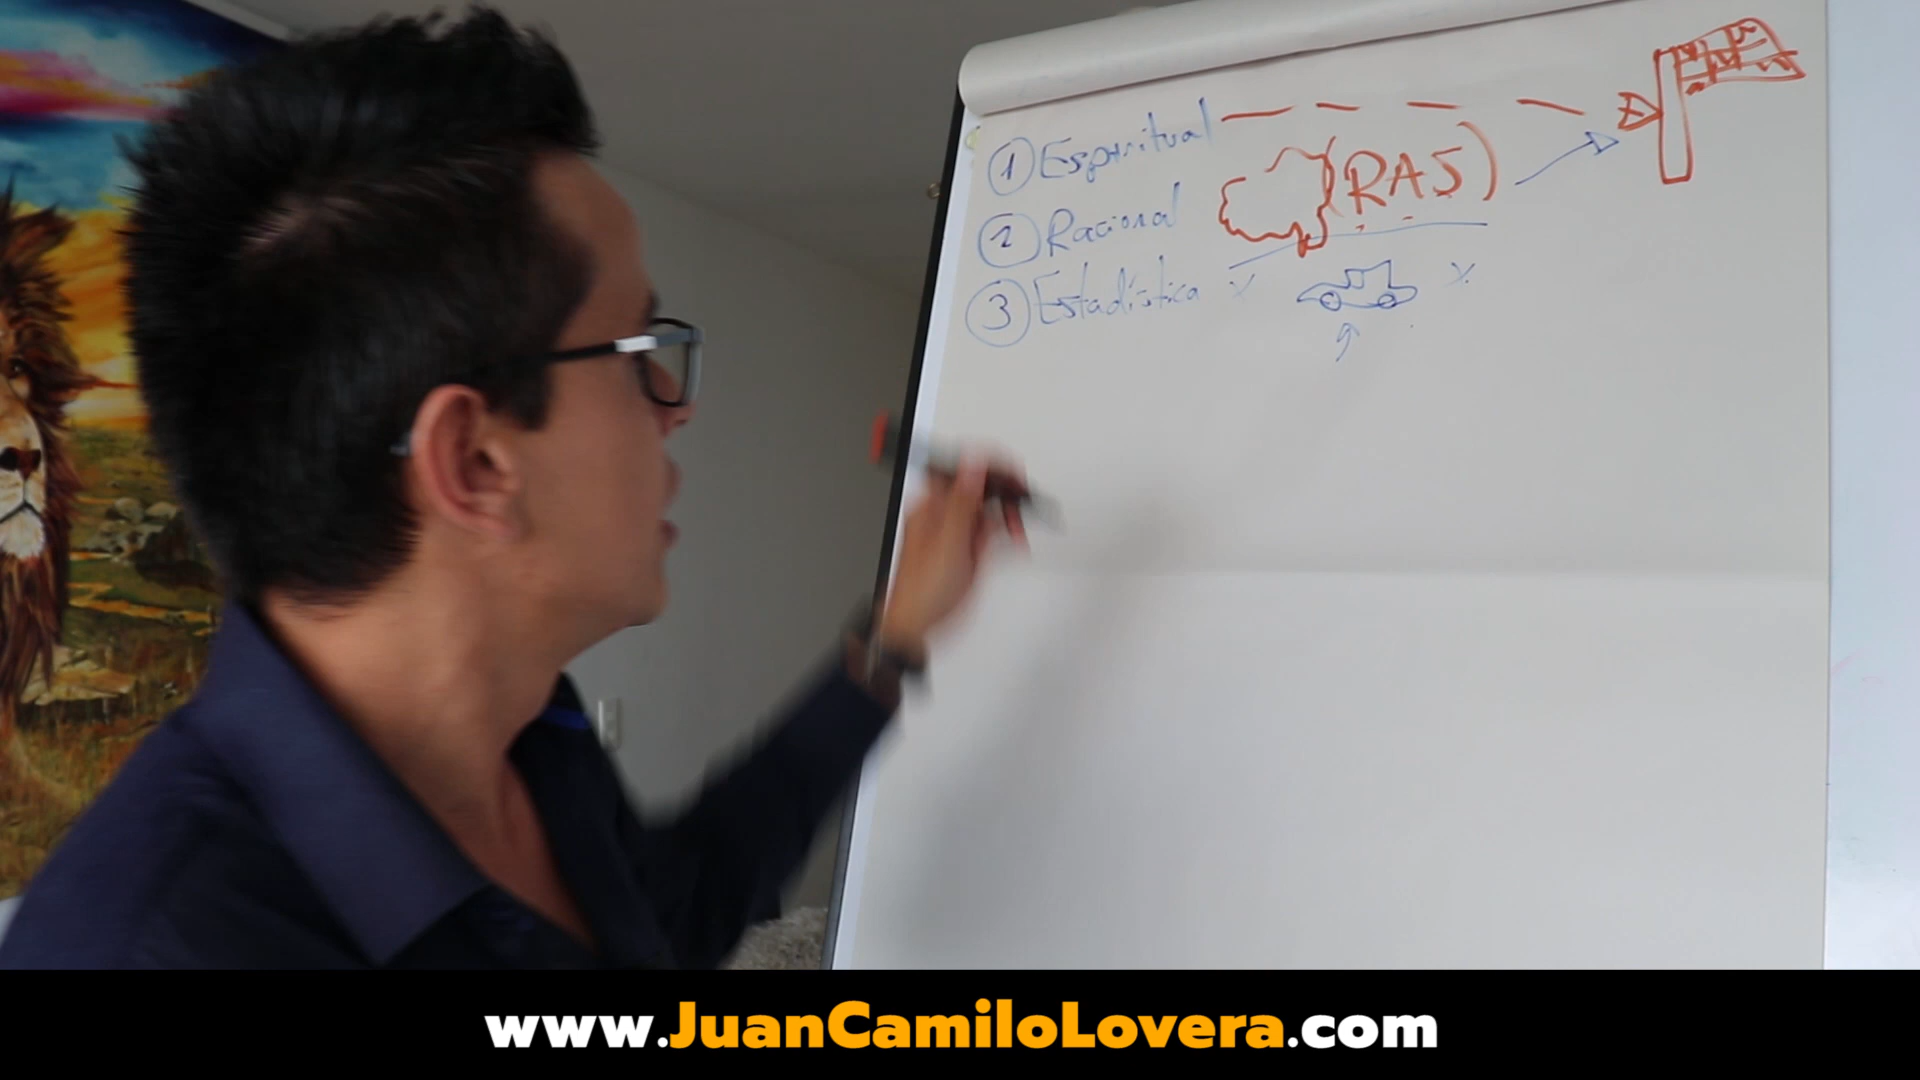 1 Espiritual
(RAS)
2 Racional
3 Estadística x x
www.JuanCamiloLovera.com